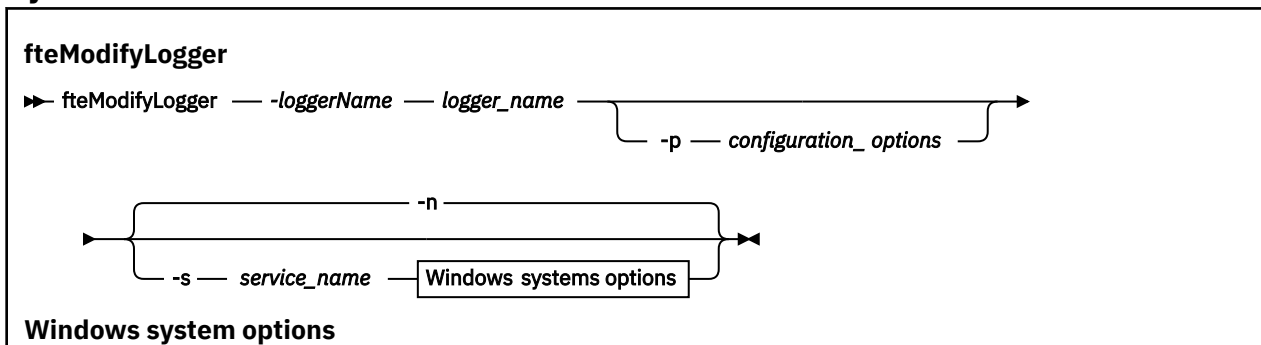 fteModifyLogger
fteModifyLogger -loggerName logger_name
-p configuration_ options
-n
-s service_name Windows systems options
Windows system options